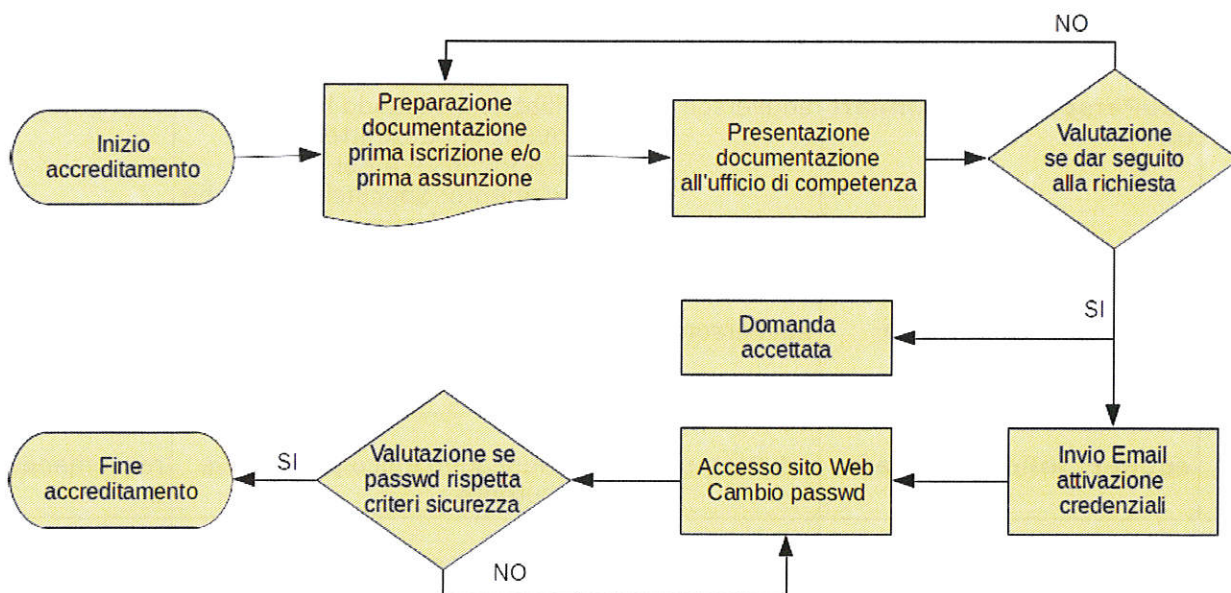 NO
Inizio
accreditamento
Preparazione
documentazione
prima iscrizione e/o
prima assunzione
Presentazione
documentazione
all'ufficio di competenza
Valutazione
se dar seguito
alla richiesta
SI
Domanda
accettata
Fine
accreditamento
SI
Valutazione se
passwd rispetta
criteri sicurezza
Accesso sito Web
Cambio passwd
Invio Email
attivazione
credenziali
NO